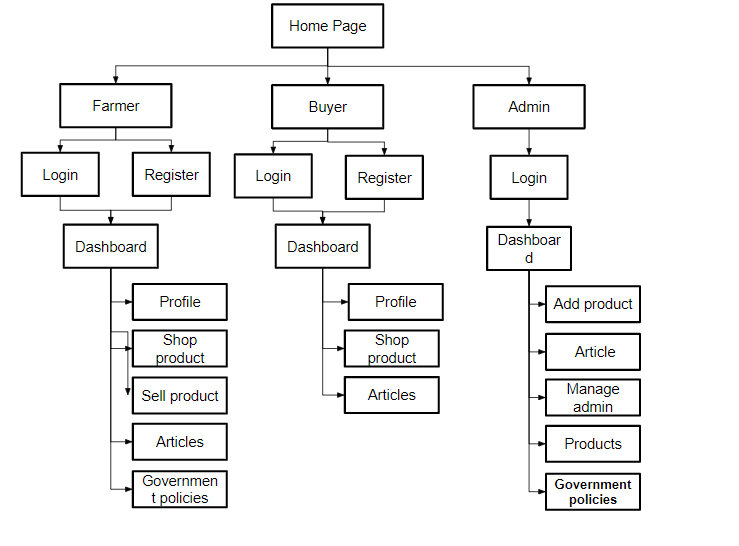 Home Page
Farmer
Buyer
Admin
Login
Register
Login
Register
Login
Dashboard
Dashboard
Dashboar
d
Profile
Shop
product
Sell product
Articles
Governmen
t policies
Profile
Shop
product
Articles
Add product
Article
Manage
admin
Products
Government
policies